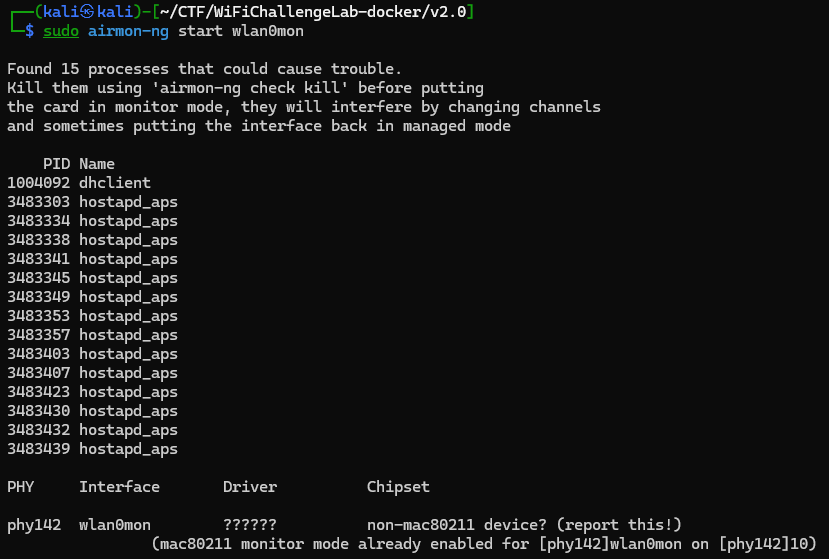 ┌──(kali㉿kali)-[~/CTF/WiFiChallengeLab-docker/v2.0]
└─$ sudo airmon-ng start wlan0mon
Found 15 processes that could cause trouble.
Kill them using 'airmon-ng check kill' before putting
the card in monitor mode, they will interfere by changing channels
and sometimes putting the interface back in managed mode
PID Name
1004092 dhclient
3483303 hostapd_aps
3483334 hostapd_aps
3483338 hostapd_aps
3483341 hostapd_aps
3483345 hostapd_aps
3483349 hostapd_aps
3483353 hostapd_aps
3483357 hostapd_aps
3483403 hostapd_aps
3483407 hostapd_aps
3483423 hostapd_aps
3483430 hostapd_aps
3483432 hostapd_aps
3483439 hostapd_aps
PHY Interface Driver Chipset
phy142 wlan0mon ?????? non-mac80211 device? (report this!)
(mac80211 monitor mode already enabled for [phy142]wlan0mon on [phy142]10)